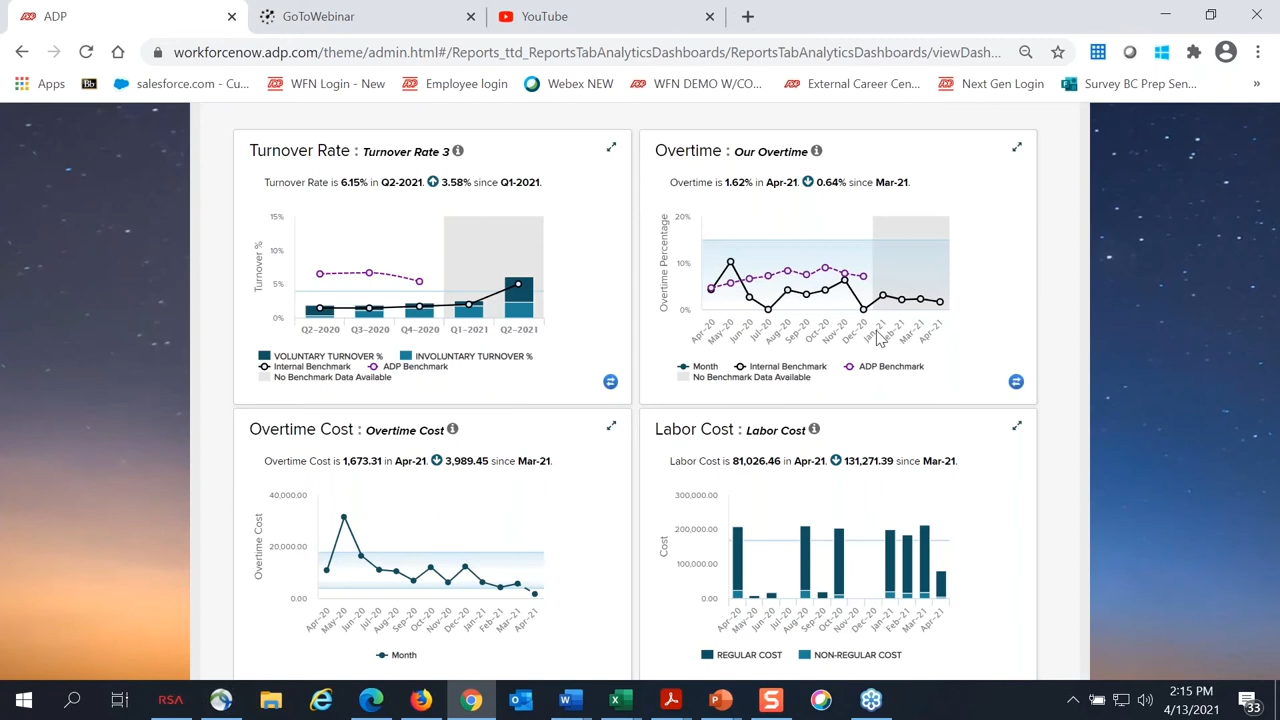 ADP
GoToWebinar
YouTube
workforcenow.adp.com/theme/admin.html#/Reports_ttd_ReportsTabAnalyticsDashboards/ReportsTabAnalyticsDashboards/viewDash...
Apps
Bb
salesforce.com - Cu...
WFN Login - New
Employee login
Webex NEW
WFN DEMO W/CO...
External Career Cen...
Next Gen Login
Survey BC Prep Sen...
»
Turnover Rate : Turnover Rate 3
Turnover Rate is 6.15% in Q2-2021. 3.58% since Q1-2021.
Turnover %
15%
10%
5%
0%
Q2-2020 Q3-2020 Q4-2020 Q1-2021 Q2-2021
VOLUNTARY TURNOVER % INVOLUNTARY TURNOVER %
Internal Benchmark ADP Benchmark
No Benchmark Data Available
Overtime : Our Overtime
Overtime is 1.62% in Apr-21. 0.64% since Mar-21.
Overtime Percentage
20%
10%
0%
Apr-20 May-20 Jun-20 Jul-20 Aug-20 Sep-20 Oct-20 Nov-20 Dec-20 Jan-21 Feb-21 Mar-21 Apr-21
Month Internal Benchmark ADP Benchmark
No Benchmark Data Available
Overtime Cost : Overtime Cost
Overtime Cost is 1,673.31 in Apr-21. 3,989.45 since Mar-21.
Overtime Cost
40,000.00
20,000.00
0.00
Apr-20 May-20 Jun-20 Jul-20 Aug-20 Sep-20 Oct-20 Nov-20 Dec-20 Jan-21 Feb-21 Mar-21 Apr-21
Month
Labor Cost : Labor Cost
Labor Cost is 81,026.46 in Apr-21. 131,271.39 since Mar-21.
Cost
300,000.00
200,000.00
100,000.00
0.00
Apr-20 May-20 Jun-20 Jul-20 Aug-20 Sep-20 Oct-20 Nov-20 Dec-20 Jan-21 Feb-21 Mar-21 Apr-21
REGULAR COST NON-REGULAR COST
RSA
2:15 PM
4/13/2021
33